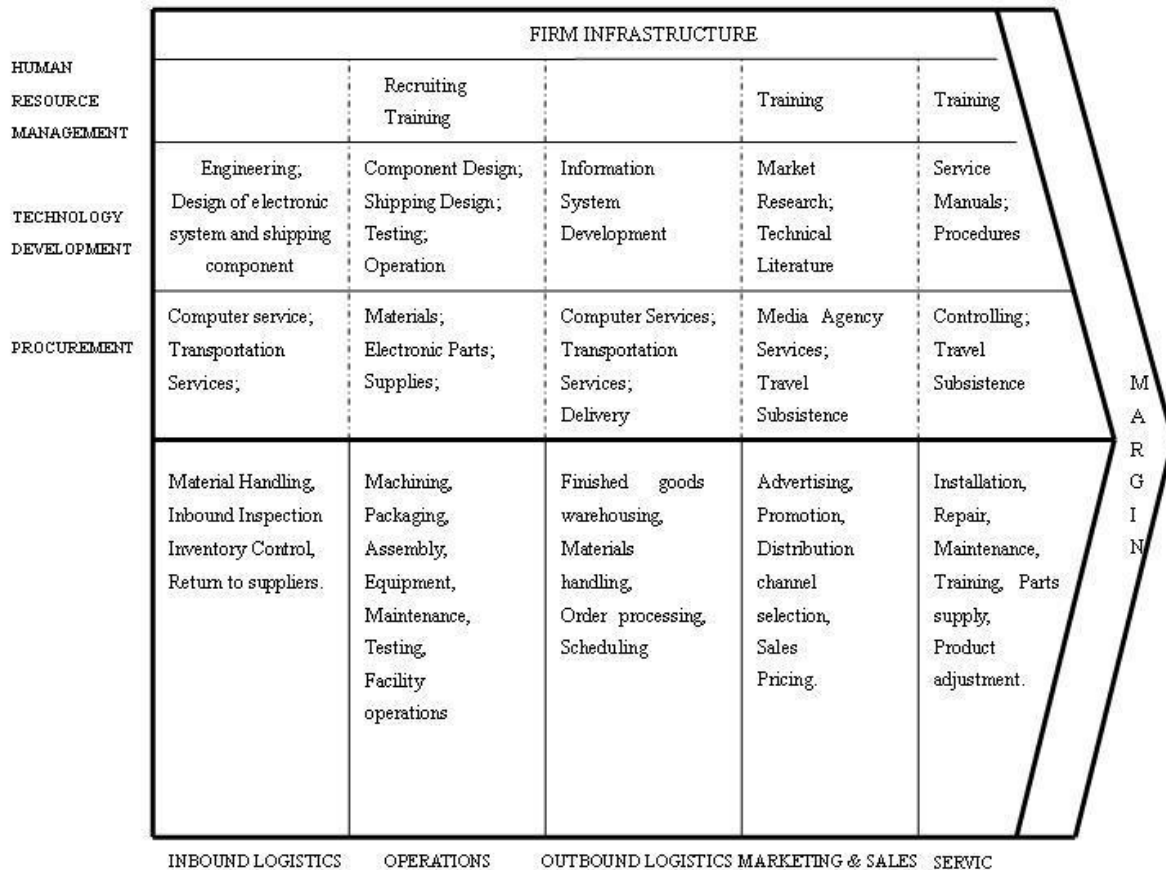 FIRM INFRASTRUCTURE
HUMAN
RESOURCE
MANAGEMENT
Recruiting
Training
Training
Training
TECHNOLOGY
DEVELOPMENT
Engineering;
Design of electronic
system and shipping
component
Component Design;
Shipping Design;
Testing;
Operation
Information
System
Development
Market
Research;
Technical
Literature
Service
Manuals;
Procedures
PROCUREMENT
Computer service;
Transportation
Services;
Materials;
Electronic Parts;
Supplies;
Computer Services;
Transportation
Services;
Delivery
Media Agency
Services;
Travel
Subsistence
Controlling;
Travel
Subsistence
Material Handling,
Inbound Inspection
Inventory Control,
Return to suppliers.
Machining,
Packaging,
Assembly,
Equipment,
Maintenance,
Testing,
Facility
operations
Finished goods
warehousing,
Materials
handling,
Order processing,
Scheduling
Advertising,
Promotion,
Distribution
channel
selection,
Sales
Pricing.
Installation,
Repair,
Maintenance,
Training, Parts
supply,
Product
adjustment.
M
A
R
G
I
N
INBOUND LOGISTICS
OPERATIONS
OUTBOUND LOGISTICS
MARKETING & SALES
SERVIC